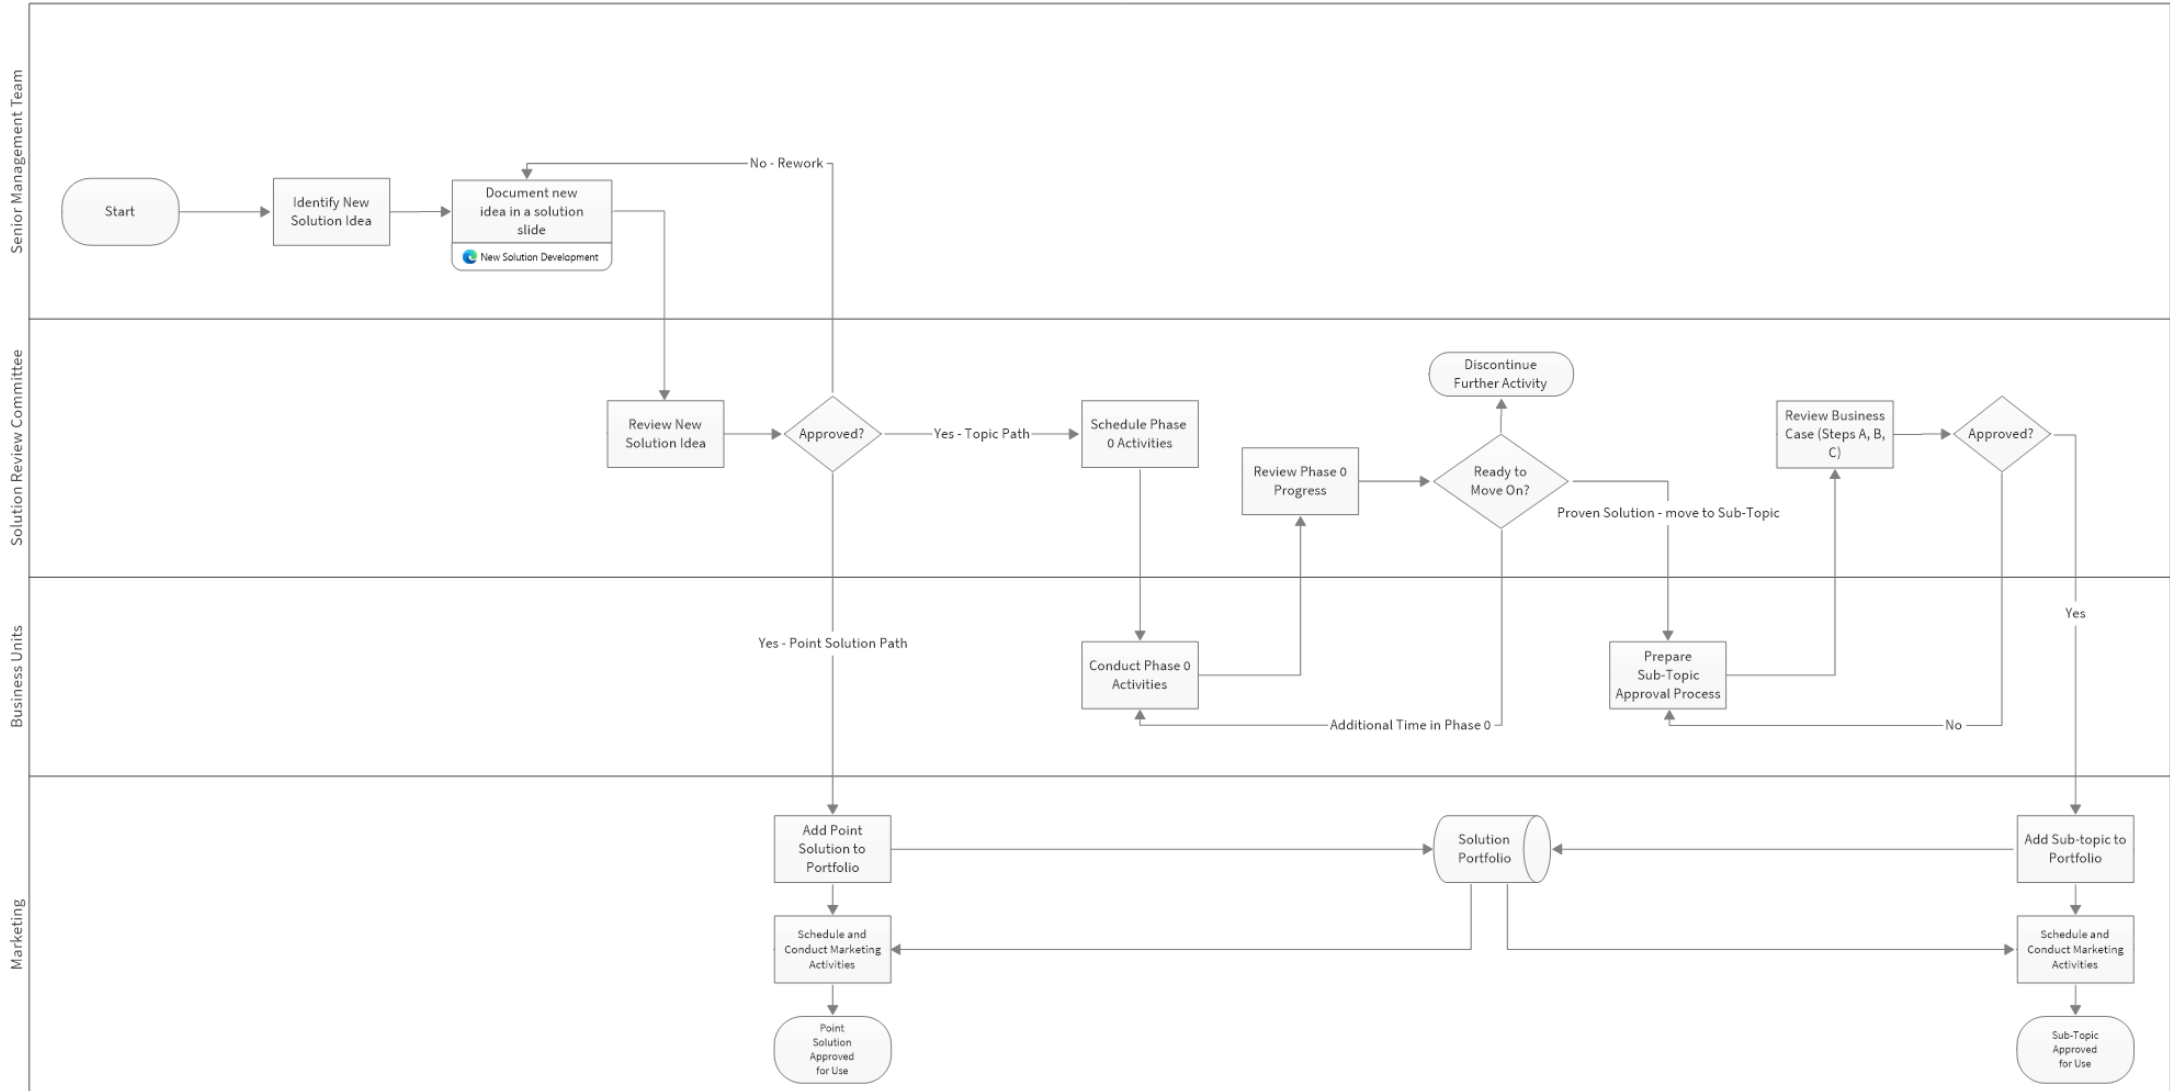 Senior Management Team
Start
Identify New
Solution Idea
Document new
idea in a solution
slide
New Solution Development
No - Rework
Solution Review Committee
Review New
Solution Idea
Approved?
Yes - Topic Path
Schedule Phase
0 Activities
Review Phase 0
Progress
Discontinue
Further Activity
Ready to
Move On?
Proven Solution - move to Sub-Topic
Review Business
Case (Steps A, B,
C)
Approved?
Business Units
Yes - Point Solution Path
Conduct Phase 0
Activities
Additional Time in Phase 0
Prepare
Sub-Topic
Approval Process
No
Yes
Marketing
Add Point
Solution to
Portfolio
Solution
Portfolio
Add Sub-topic to
Portfolio
Schedule and
Conduct Marketing
Activities
Schedule and
Conduct Marketing
Activities
Point
Solution
Approved
for Use
Sub-Topic
Approved
for Use